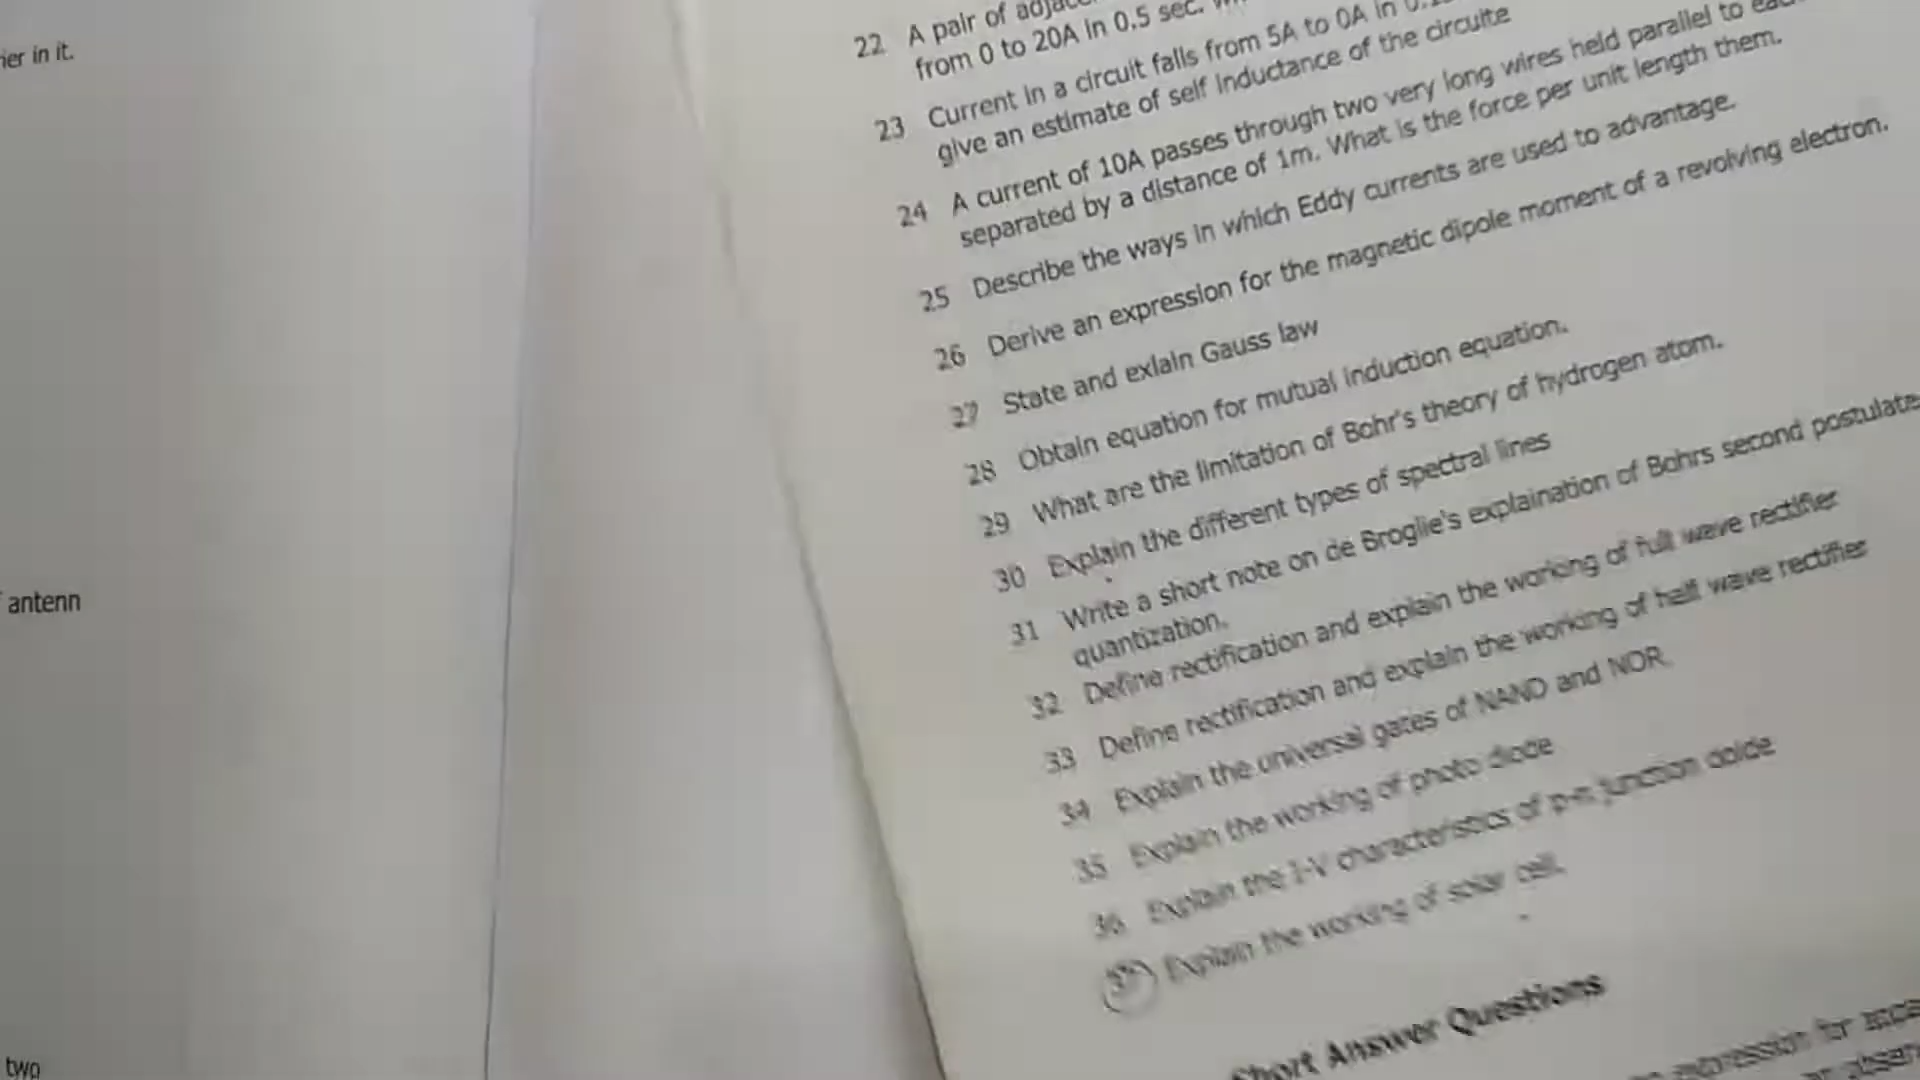 ier in it.
antenn
two
22 A pair of
from 0 to 20A in 0.5 sec.
23 Current in a circuit falls from 5A to 0A in
give an estimate of self inductance of the circuite
24 A current of 10A passes through two very long wires held parallel to
separated by a distance of 1m. What is the force per unit length them.
25 Describe the ways in which Eddy currents are used to advantage.
26 Derive an expression for the magnetic dipole moment of a revolving electron.
27 State and exlain Gauss law
28 Obtain equation for mutual induction equation.
29 What are the limitation of Bohr's theory of hydrogen atom.
30 Explain the different types of spectral lines
31 Write a short note on de Broglie's explaination of Bohrs second postulate
quantization.
32 Define rectification and explain the working of full wave rectifier
33 Define rectification and explain the working of half wave rectifier
34 Explain the universal gates of NAND and NOR.
35 Explain the working of photo diode
36 Explain the I-V characteristics of p-n junction doide
37 Explain the working of solar cell.
Short Answer Questions
expression for